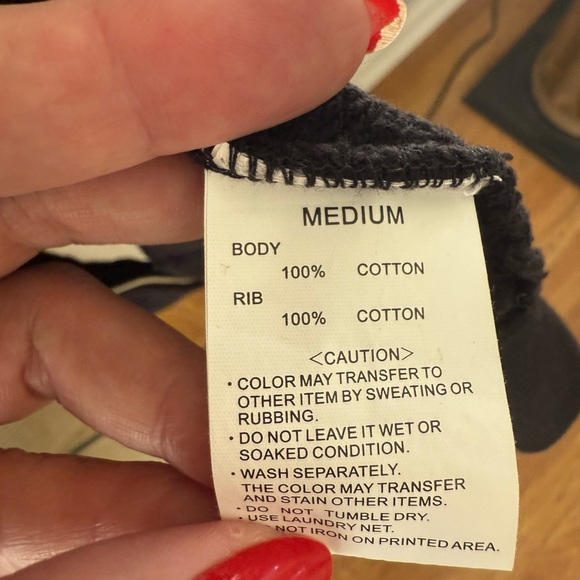 MEDIUM
BODY
100% COTTON
RIB
100% COTTON
<CAUTION>
• COLOR MAY TRANSFER TO
OTHER ITEM BY SWEATING OR
RUBBING.
• DO NOT LEAVE IT WET OR
SOAKED CONDITION.
• WASH SEPARATELY.
THE COLOR MAY TRANSFER
AND STAIN OTHER ITEMS.
• DO NOT TUMBLE DRY.
• USE LAUNDRY NET.
NOT IRON ON PRINTED AREA.